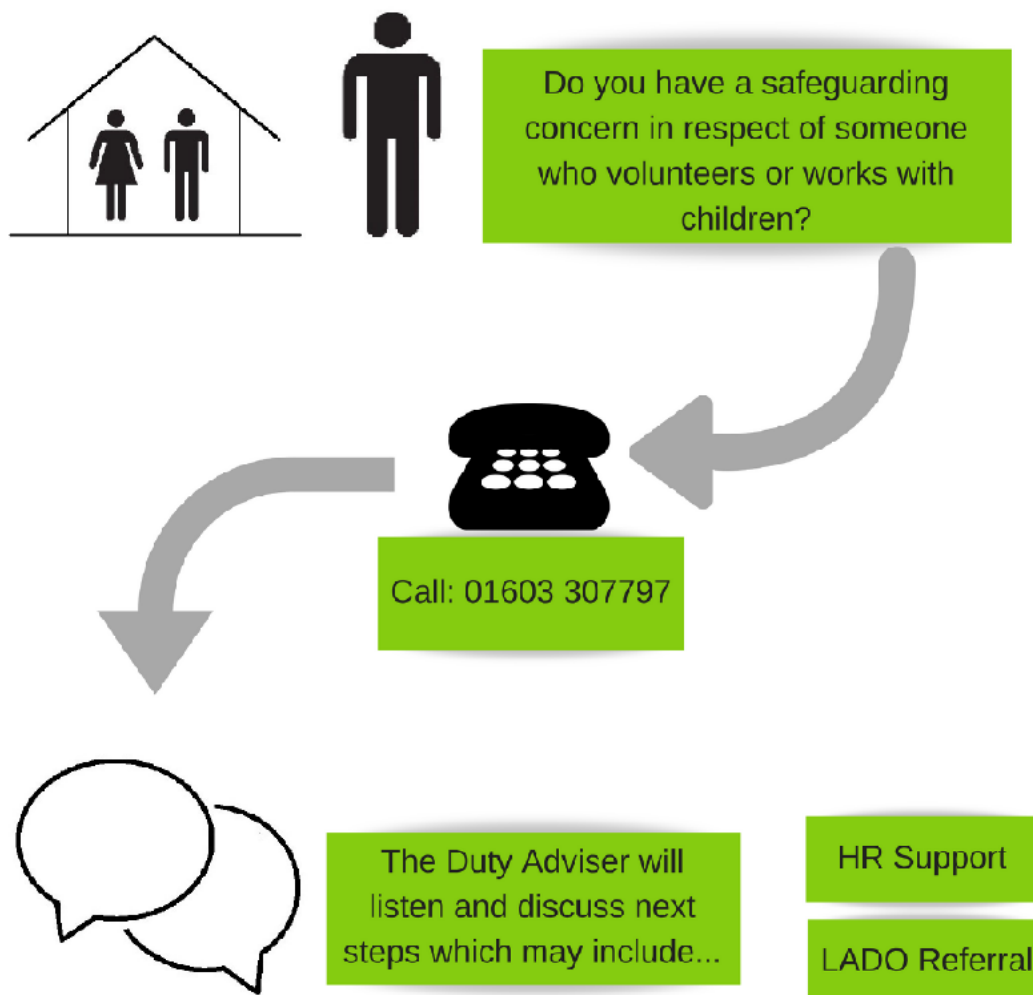 Do you have a safeguarding
concern in respect of someone
who volunteers or works with
children?
Call: 01603 307797
The Duty Adviser will
listen and discuss next
steps which may include...
HR Support
LADO Referral